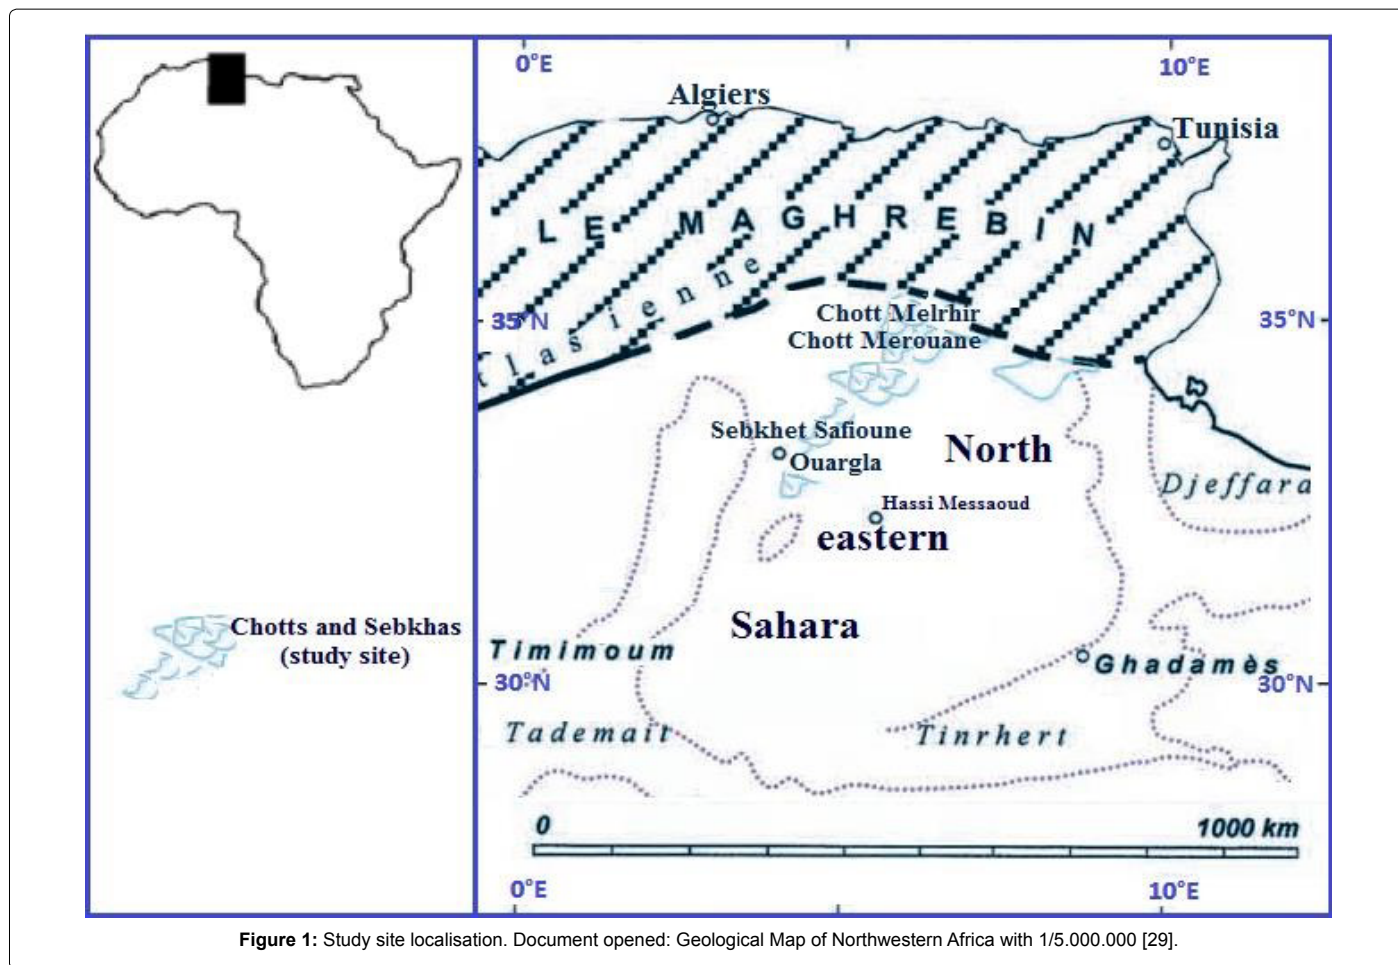 0°E
10°E
Algiers
Tunisia
LE MAGHREBIN
tlasienne
Chott Melrhir
35°N
35°N
Chott Merouane
Sebkhet Safioune
North
Ouargla
Djeffara
Hassi Messaoud
eastern
Chotts and Sebkhas
(study site)
Sahara
Timimoum
Ghadamès
30°N
30°N
Tademait
Tinrhert
0
1000 km
0°E
10°E
Figure 1: Study site localisation. Document opened: Geological Map of Northwestern Africa with 1/5.000.000 [29].